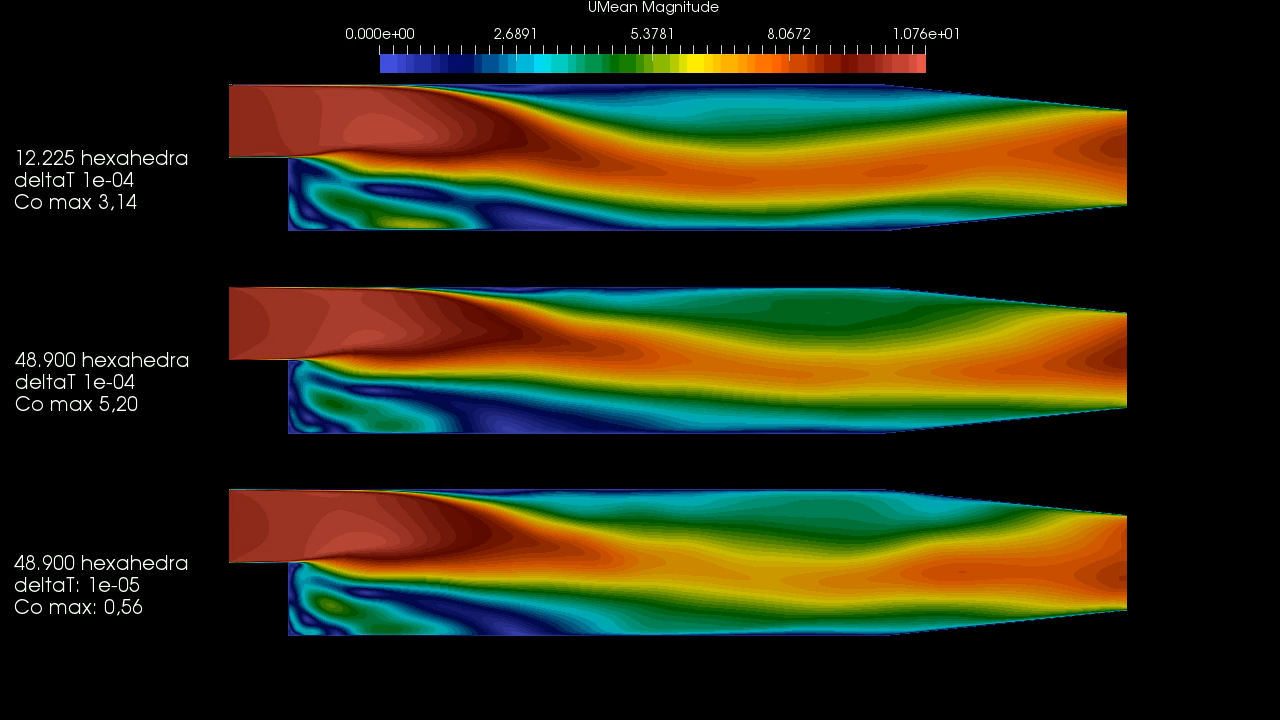 UMean Magnitude
0.000e+00 2.6891 5.3781 8.0672 1.076e+01
12.225 hexahedra
deltaT 1e-04
Co max 3,14
48.900 hexahedra
deltaT 1e-04
Co max 5,20
48.900 hexahedra
deltaT: 1e-05
Co max: 0,56